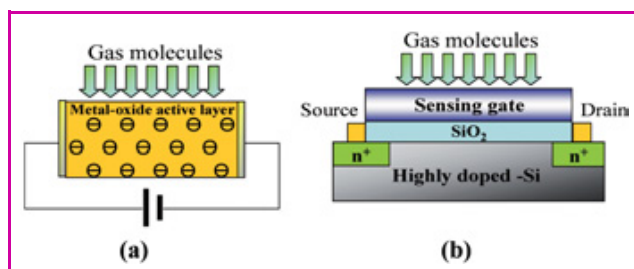 Gas molecules
Metal-oxide active layer
(a)
Gas molecules
Source
Sensing gate
Drain
SiO₂
n⁺
n⁺
Highly doped -Si
(b)